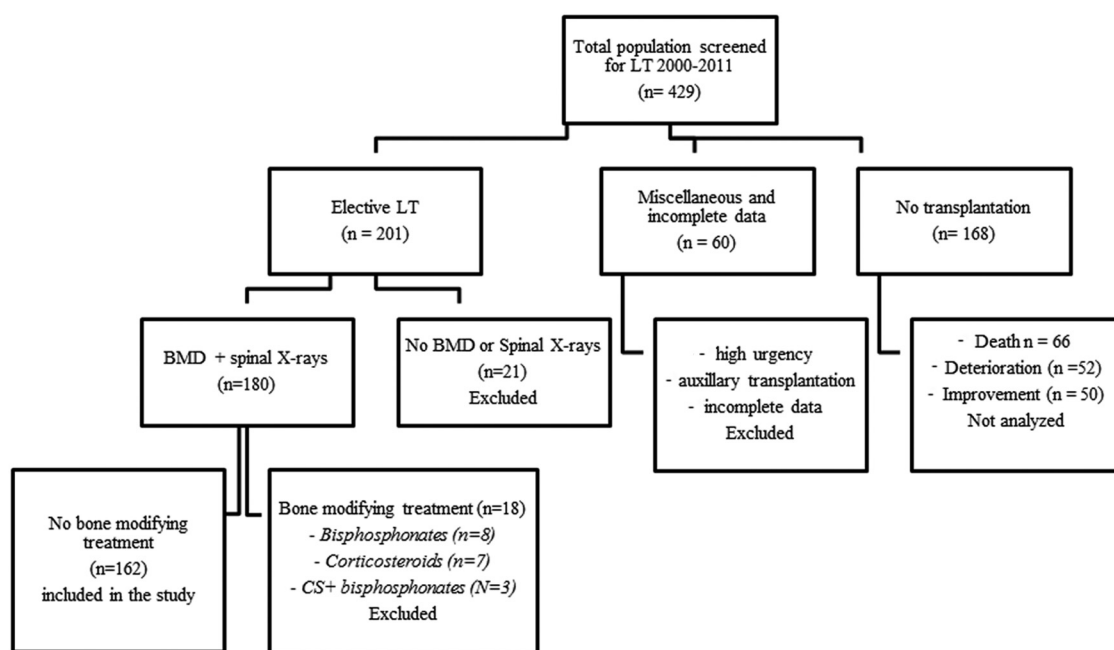 Total population screened
for LT 2000-2011
(n= 429)
Elective LT
(n = 201)
Miscellaneous and
incomplete data
(n = 60)
No transplantation
(n= 168)
BMD + spinal X-rays
(n=180)
No BMD or Spinal X-rays
(n=21)
Excluded
- high urgency
- auxillary transplantation
- incomplete data
Excluded
- Death n = 66
- Deterioration (n =52)
- Improvement (n = 50)
Not analyzed
No bone modifying
treatment
(n=162)
included in the study
Bone modifying treatment (n=18)
- Bisphosphonates (n=8)
- Corticosteroids (n=7)
- CS+ bisphosphonates (N=3)
Excluded